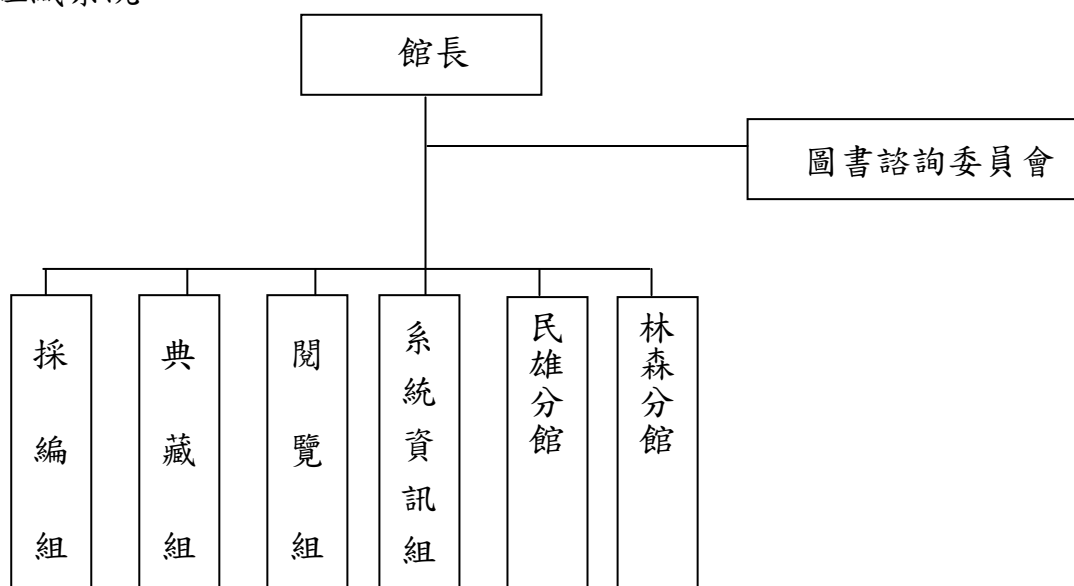 館長
圖書諮詢委員會
採編組
典藏組
閱覽組
系統資訊組
民雄分館
林森分館